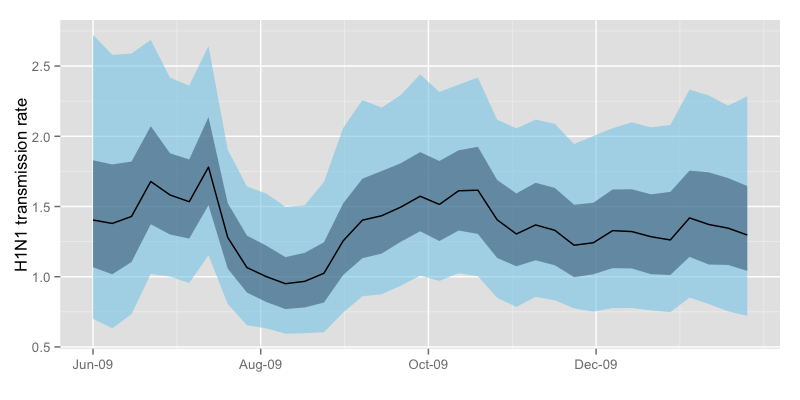 H1N1 transmission rate
2.5
2.0
1.5
1.0
0.5
Jun-09
Aug-09
Oct-09
Dec-09